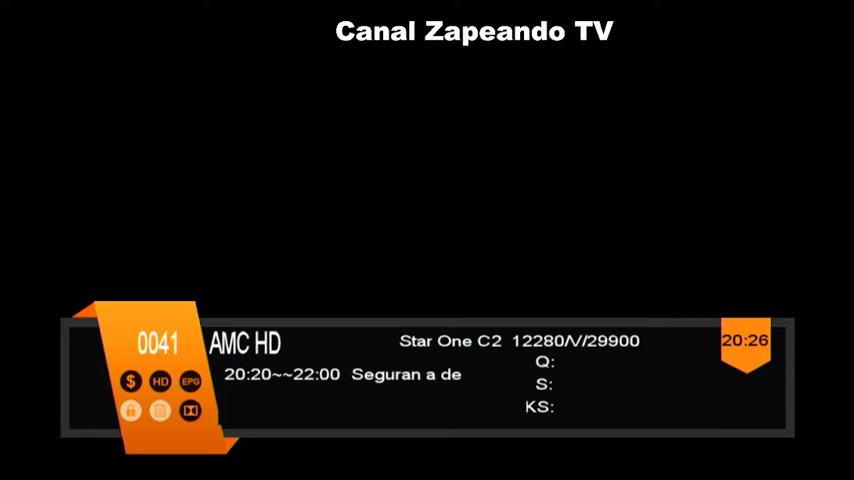 Canal Zapeando TV
0041 AMC HD Star One C2 12280/V/29900 20:26
Q:
20:20~~22:00 Seguran a de
$ HD EPG
S:
KS: